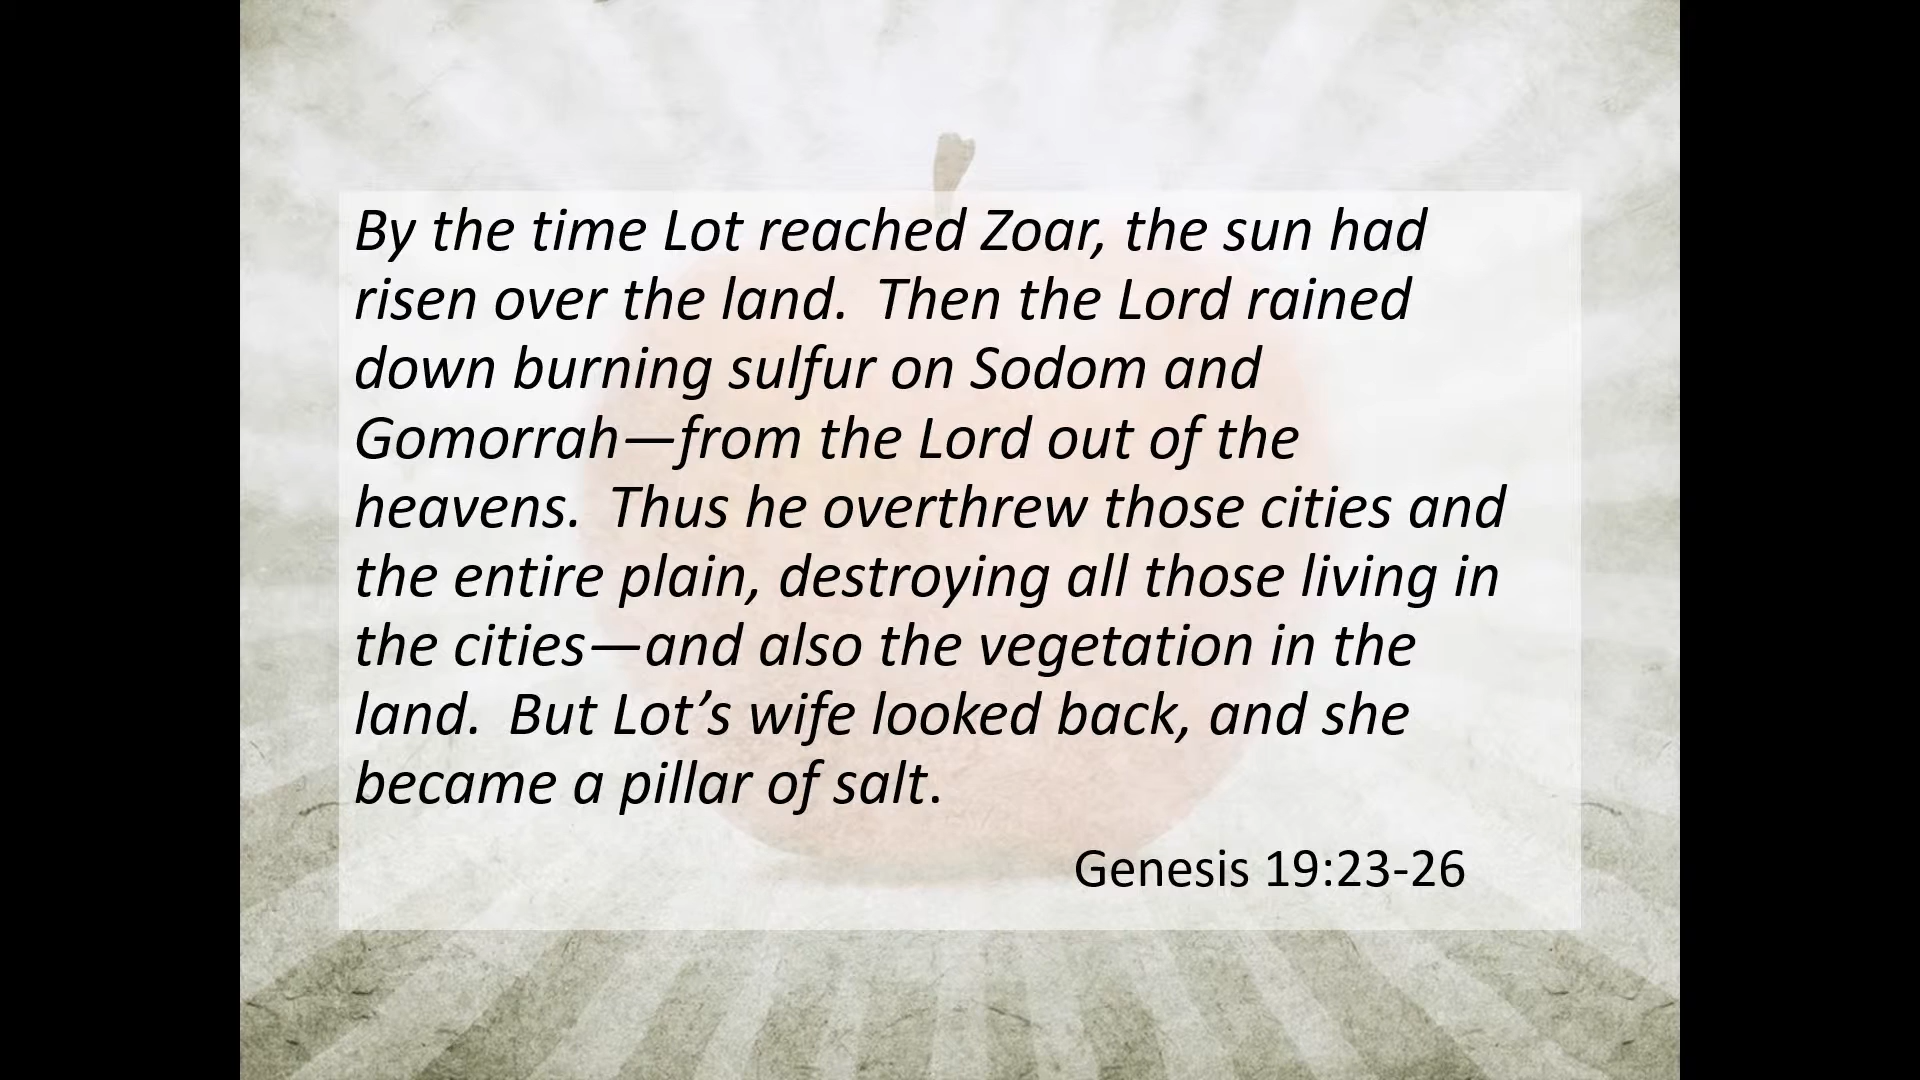 By the time Lot reached Zoar, the sun had
risen over the land.  Then the Lord rained
down burning sulfur on Sodom and
Gomorrah—from the Lord out of the
heavens.  Thus he overthrew those cities and
the entire plain, destroying all those living in
the cities—and also the vegetation in the
land.  But Lot’s wife looked back, and she
became a pillar of salt.
Genesis 19:23-26